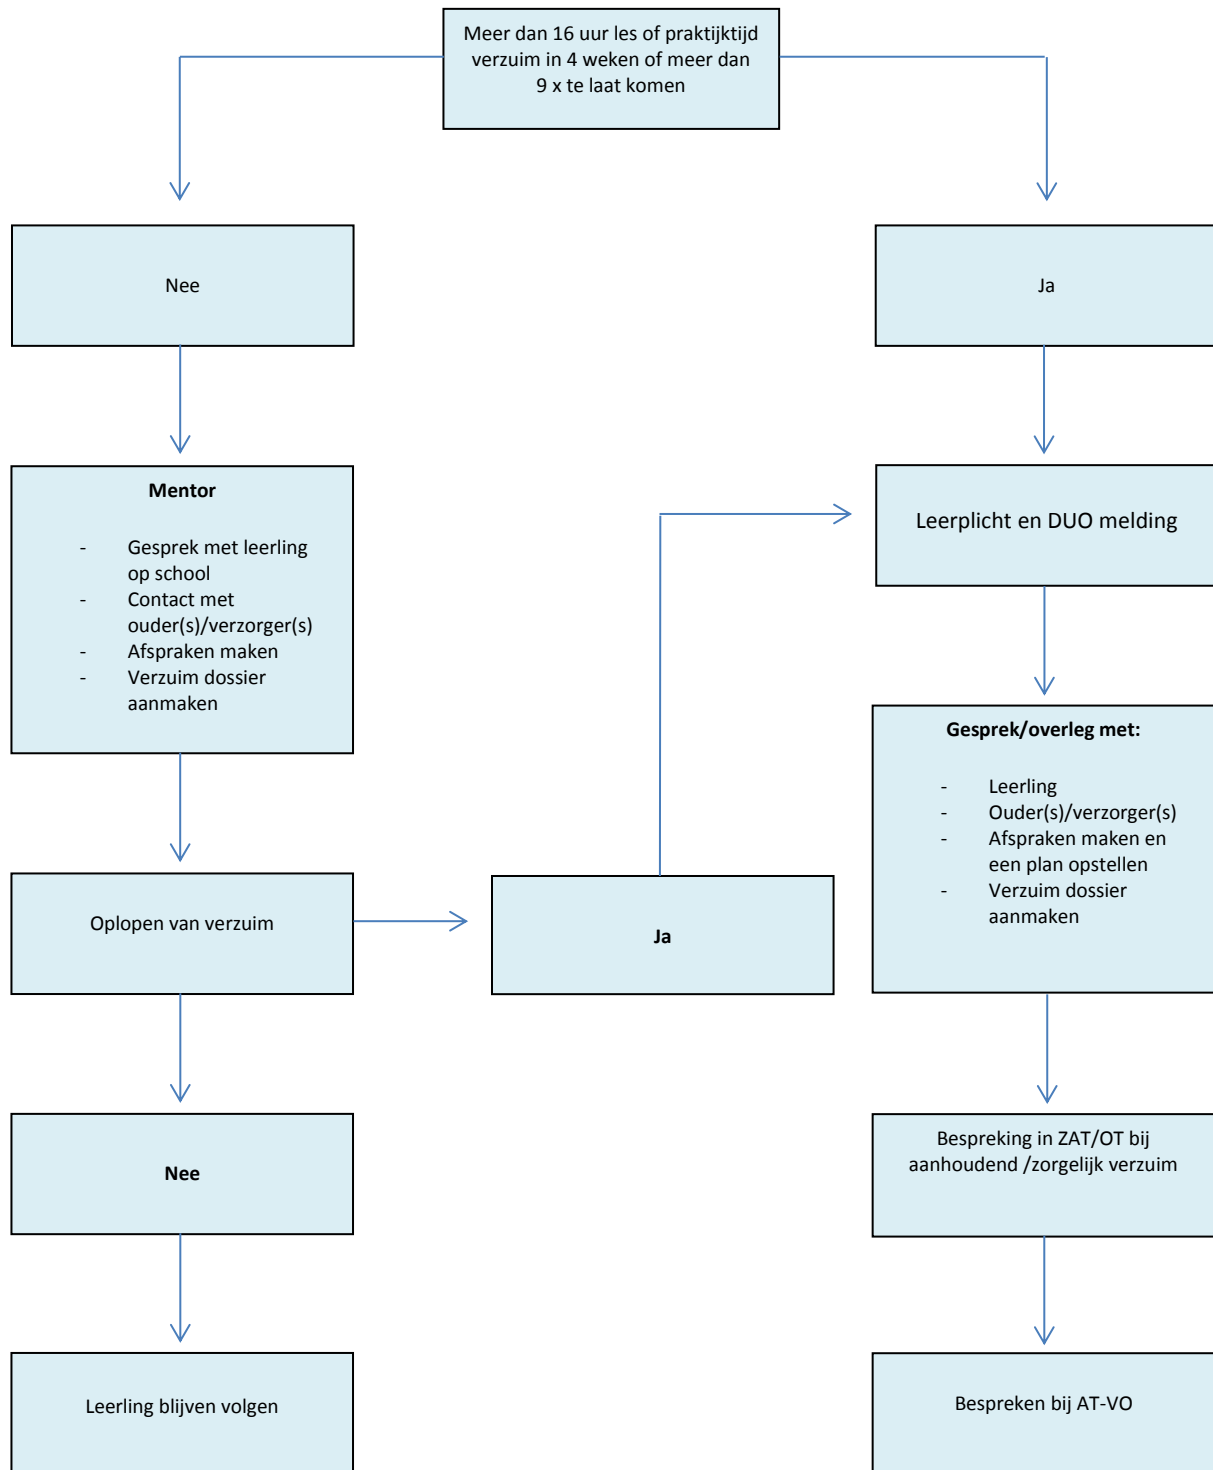 Meer dan 16 uur les of praktijktijd
verzuim in 4 weken of meer dan
9 x te laat komen
Nee
Ja
Mentor
- Gesprek met leerling
op school
- Contact met
ouder(s)/verzorger(s)
- Afspraken maken
- Verzuim dossier
aanmaken
Leerplicht en DUO melding
Gesprek/overleg met:
- Leerling
- Ouder(s)/verzorger(s)
- Afspraken maken en
een plan opstellen
- Verzuim dossier
aanmaken
Oplopen van verzuim
Ja
Nee
Bespreking in ZAT/OT bij
aanhoudend /zorgelijk verzuim
Leerling blijven volgen
Bespreken bij AT-VO